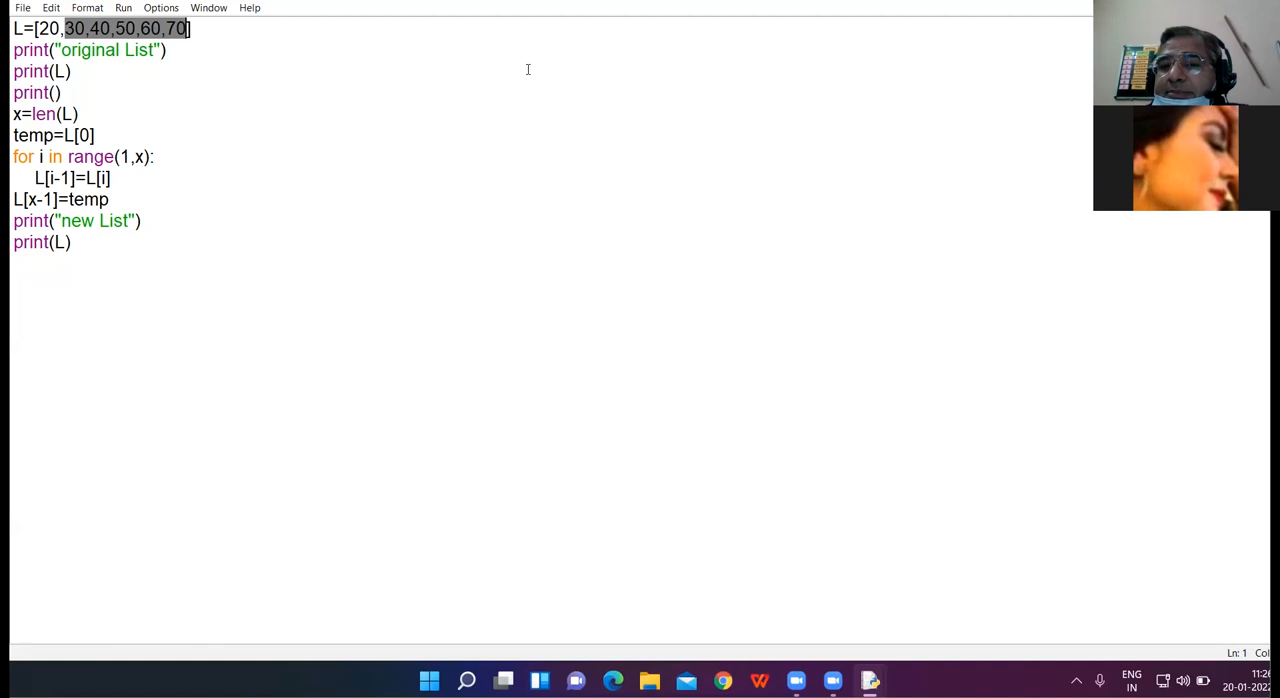 File Edit Format Run Options Window Help
L=[20,30,40,50,60,70]
print("original List")
print(L)
print()
x=len(L)
temp=L[0]
for i in range(1,x):
    L[i-1]=L[i]
L[x-1]=temp
print("new List")
print(L)
Ln: 1 Col
ENG 11:26
IN 20-01-2022